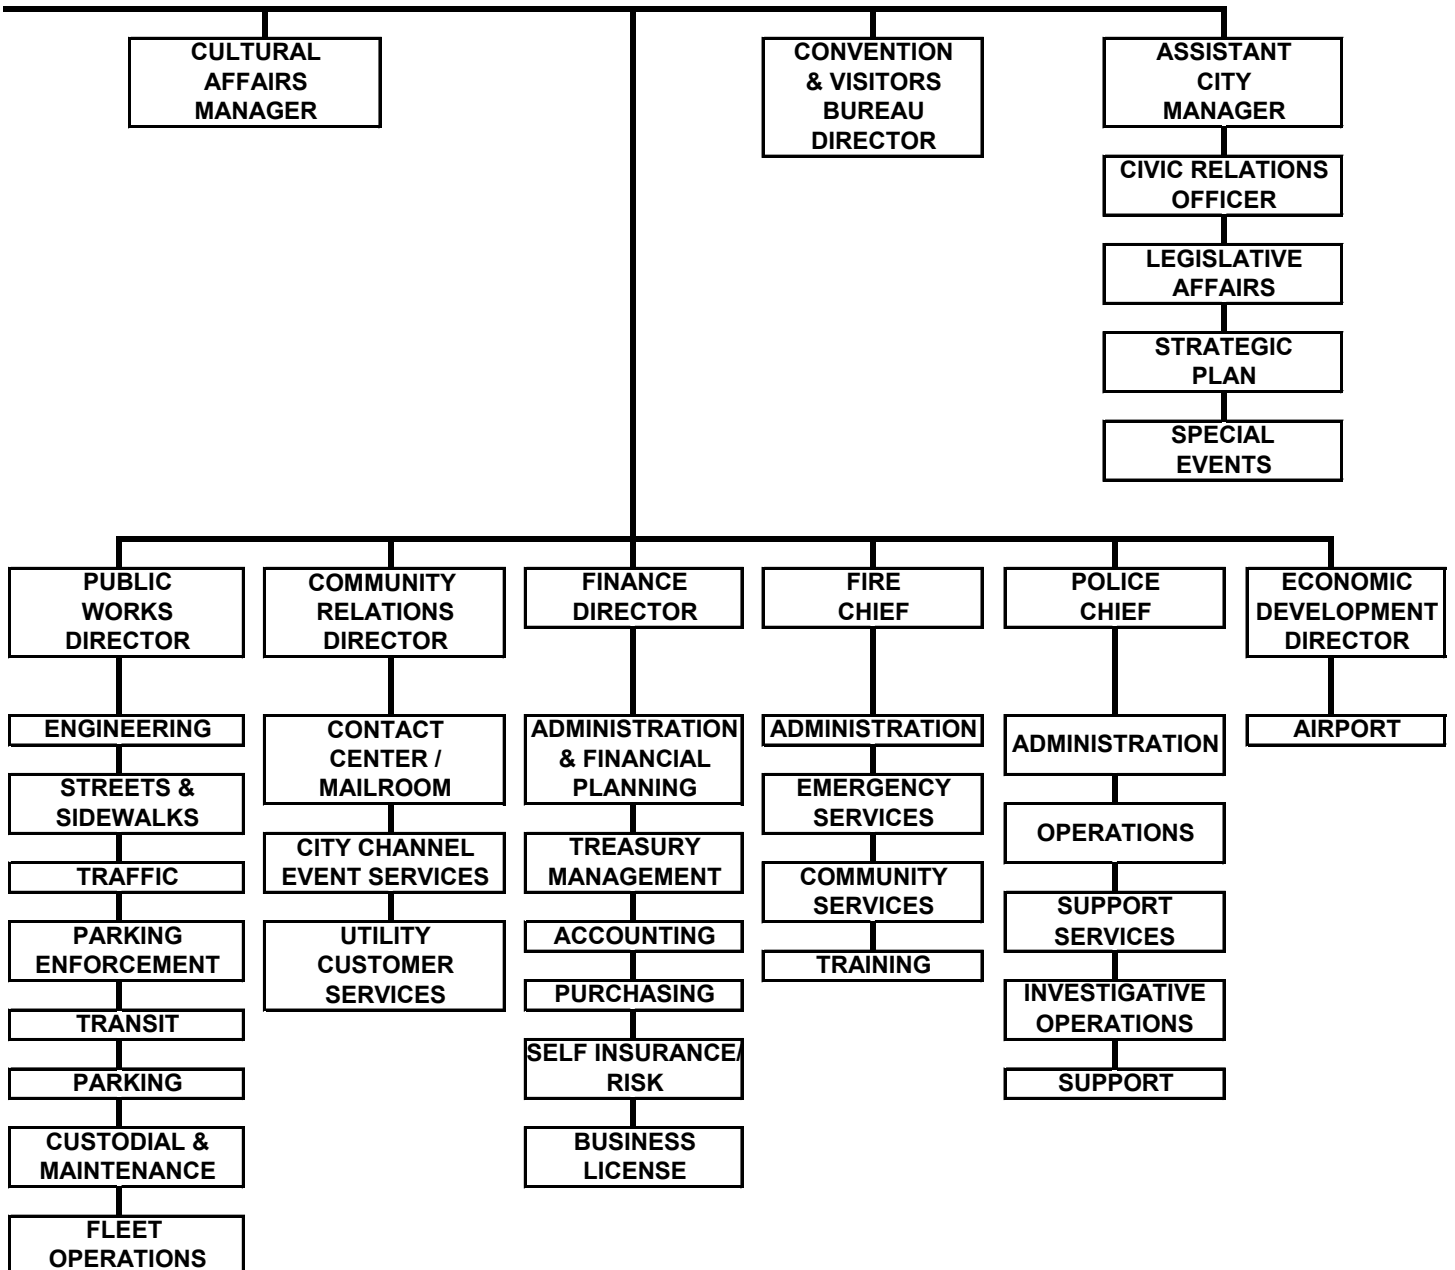 CULTURAL
AFFAIRS
MANAGER
CONVENTION
& VISITORS
BUREAU
DIRECTOR
ASSISTANT
CITY
MANAGER
CIVIC RELATIONS
OFFICER
LEGISLATIVE
AFFAIRS
STRATEGIC
PLAN
SPECIAL
EVENTS
PUBLIC
WORKS
DIRECTOR
ENGINEERING
STREETS &
SIDEWALKS
TRAFFIC
PARKING
ENFORCEMENT
TRANSIT
PARKING
CUSTODIAL &
MAINTENANCE
FLEET
OPERATIONS
COMMUNITY
RELATIONS
DIRECTOR
CONTACT
CENTER /
MAILROOM
CITY CHANNEL
EVENT SERVICES
UTILITY
CUSTOMER
SERVICES
FINANCE
DIRECTOR
ADMINISTRATION
& FINANCIAL
PLANNING
TREASURY
MANAGEMENT
ACCOUNTING
PURCHASING
SELF INSURANCE/
RISK
BUSINESS
LICENSE
FIRE
CHIEF
ADMINISTRATION
EMERGENCY
SERVICES
COMMUNITY
SERVICES
TRAINING
POLICE
CHIEF
ADMINISTRATION
OPERATIONS
SUPPORT
SERVICES
INVESTIGATIVE
OPERATIONS
SUPPORT
ECONOMIC
DEVELOPMENT
DIRECTOR
AIRPORT